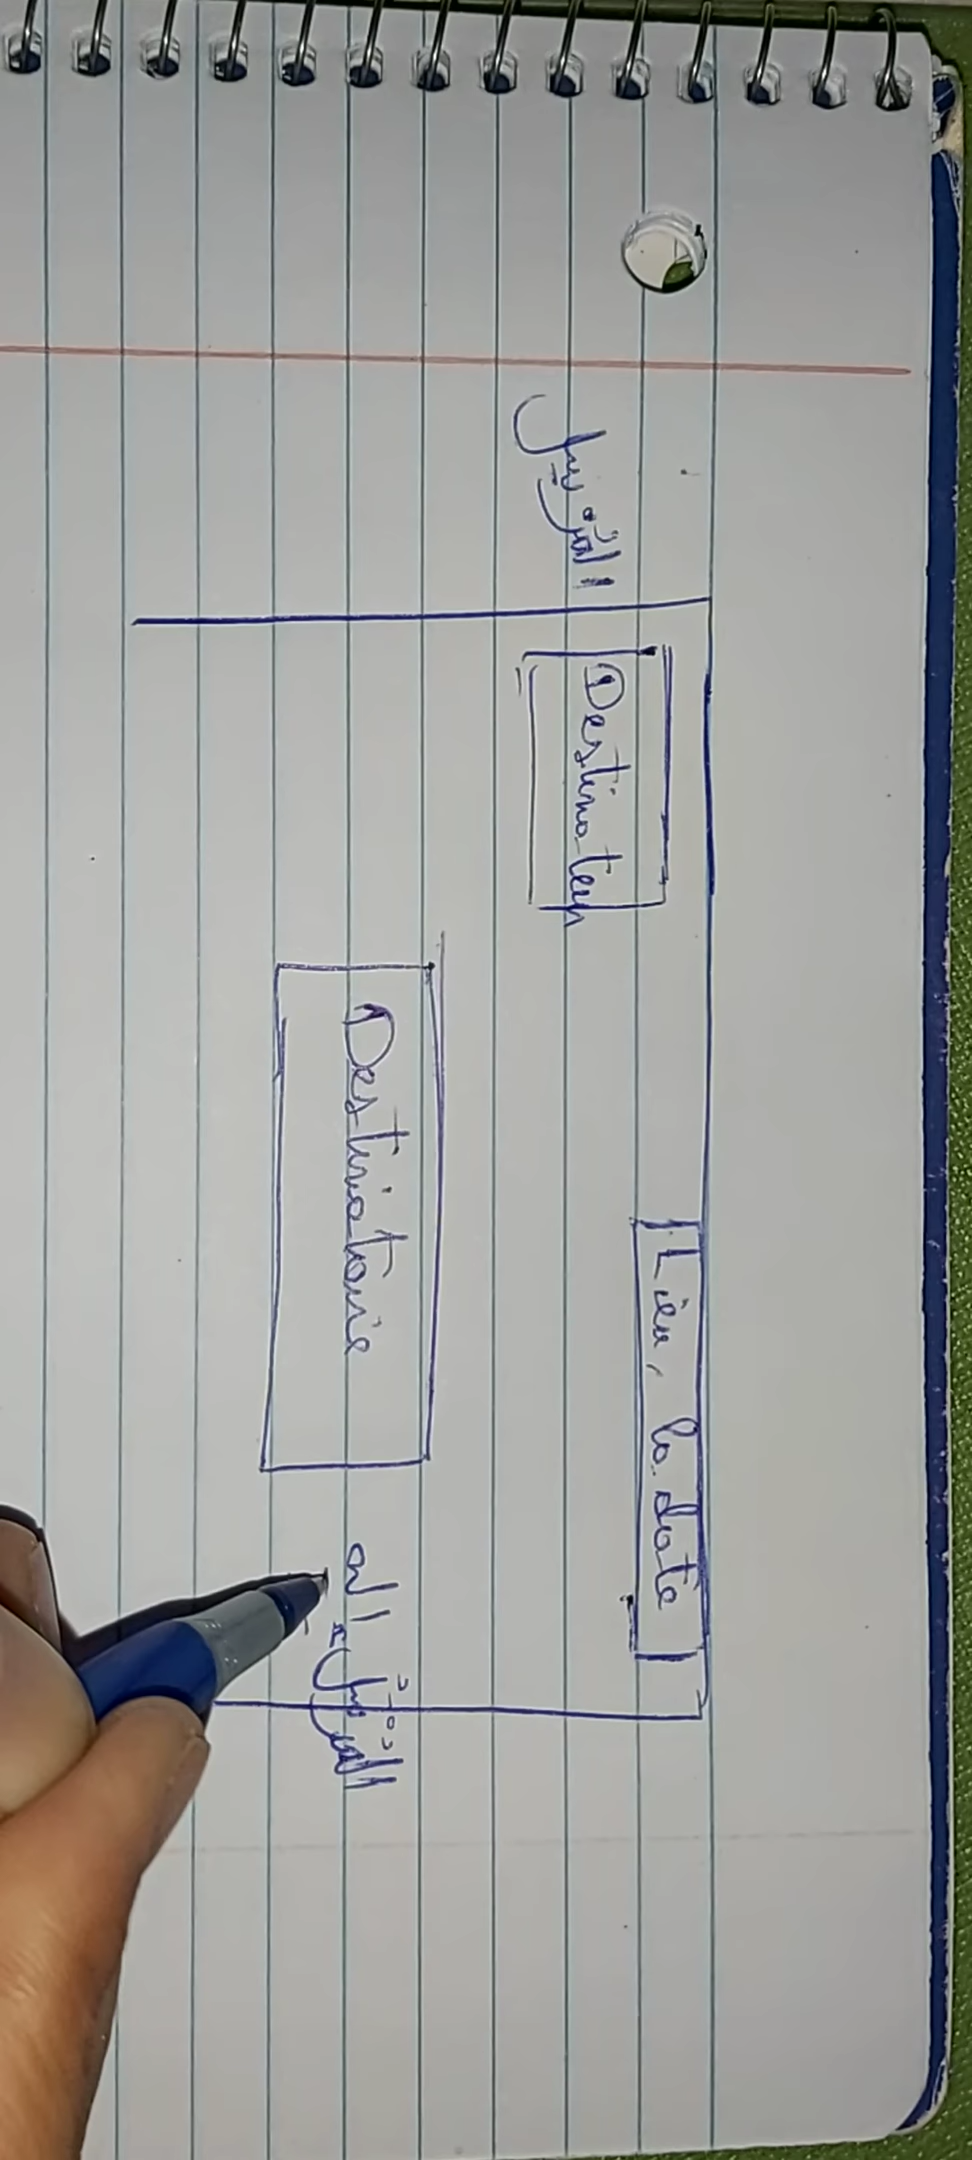 Lieu, la date
المرسل
Destinateur
Destinataire
المرسل إليه